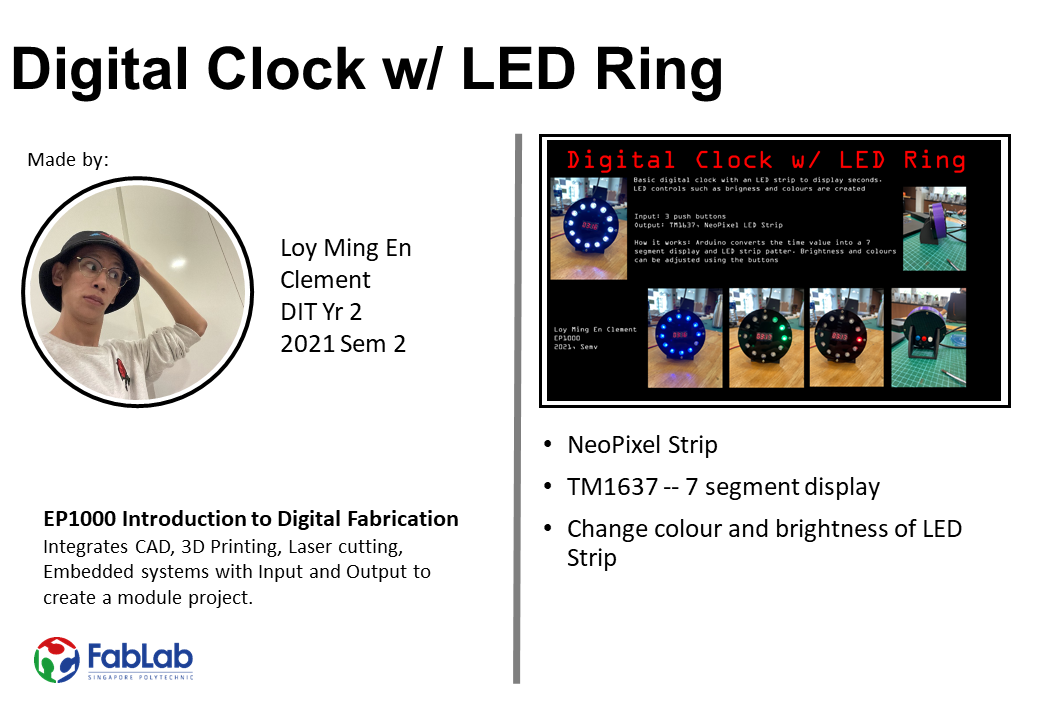 Digital Clock w/ LED Ring
Made by:
Loy Ming En
Clement
DIT Yr 2
2021 Sem 2
EP1000 Introduction to Digital Fabrication
Integrates CAD, 3D Printing, Laser cutting,
Embedded systems with Input and Output to
create a module project.
FabLab
SINGAPORE POLYTECHNIC
Digital Clock w/ LED Ring
Basic digital clock with an LED strip to display seconds.
LED controls such as brigness and colours are created
Input: 3 push buttons
Output: TM1637, NeoPixel LED Strip
How it works: Arduino converts the time value into a 7
segment display and LED strip patter. Brightness and colours
can be adjusted using the buttons
Loy Ming En Clement
EP1000
2021, Semv
• NeoPixel Strip
• TM1637 -- 7 segment display
• Change colour and brightness of LED
Strip